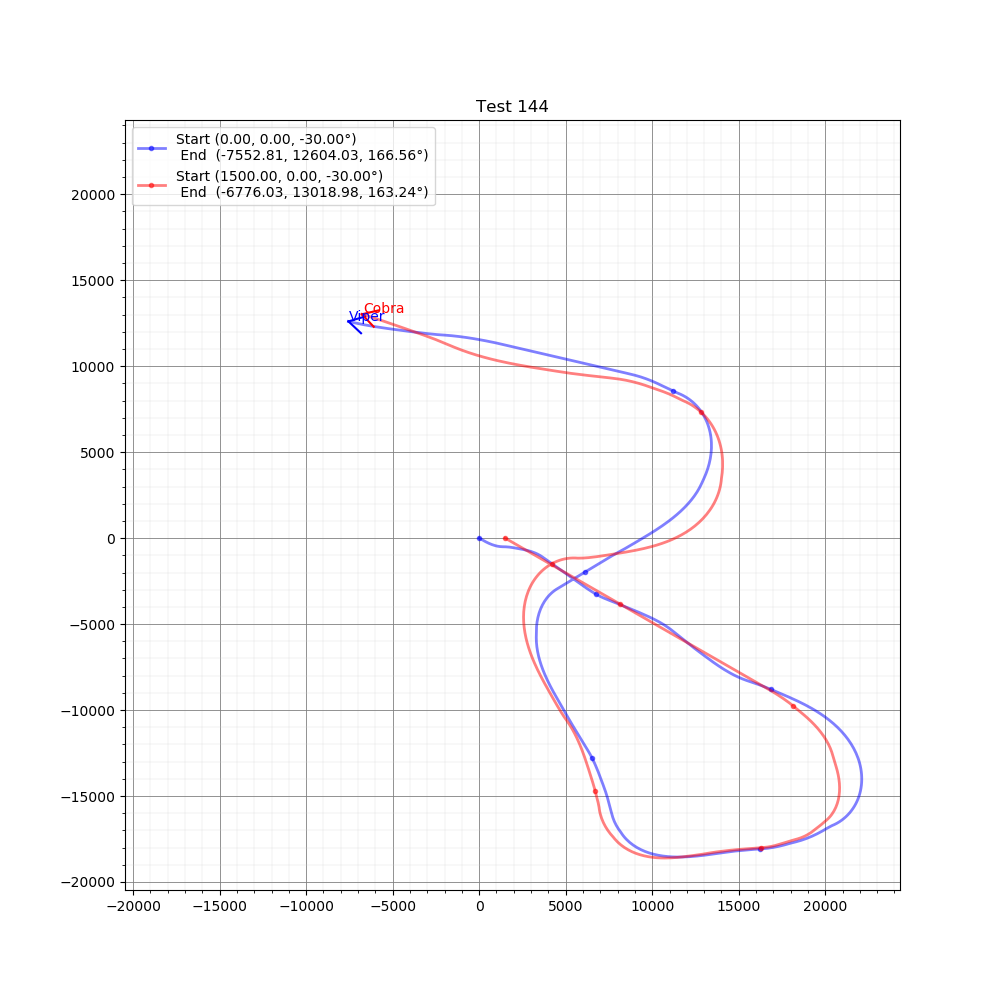 Test 144
Start (0.00, 0.00, -30.00°)
End  (-7552.81, 12604.03, 166.56°)
Start (1500.00, 0.00, -30.00°)
End  (-6776.03, 13018.98, 163.24°)
20000
15000
10000
5000
0
−5000
−10000
−15000
−20000
Cobra
Viper
−20000 −15000 −10000 −5000 0 5000 10000 15000 20000